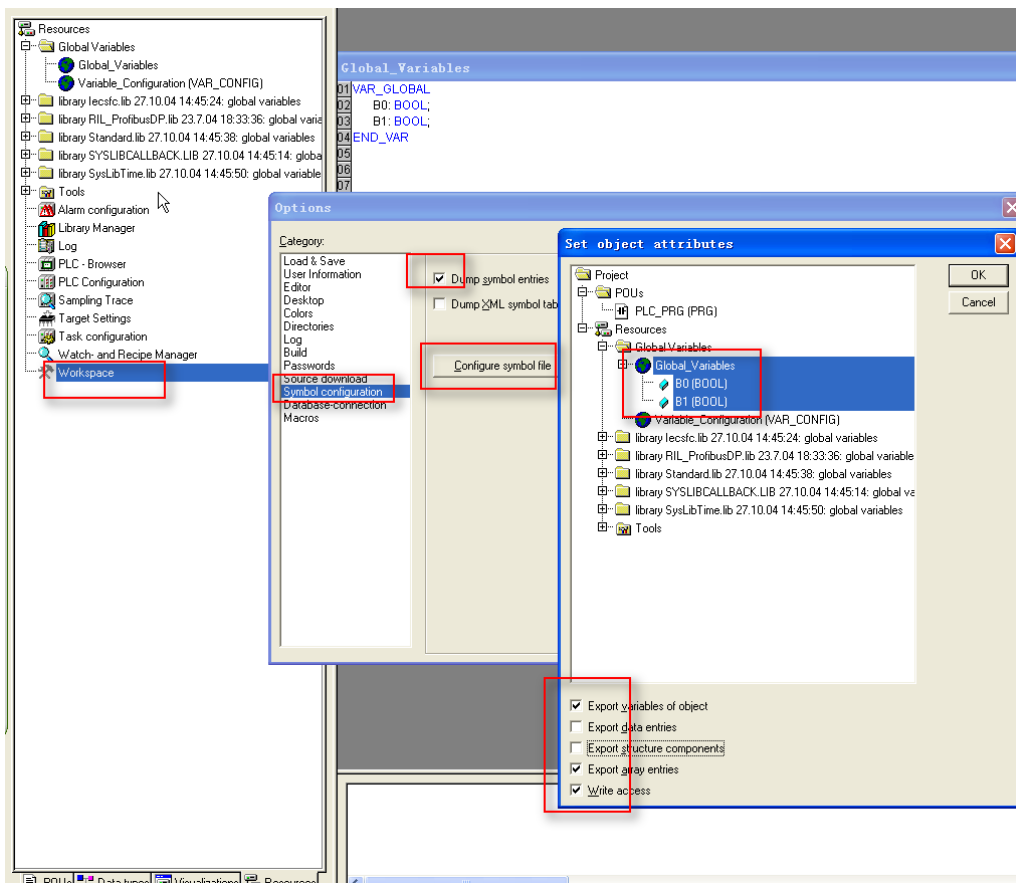 Resources
Global Variables
Global_Variables
Variable_Configuration (VAR_CONFIG)
library Iecsfc.lib 27.10.04 14:45:24: global variables
library RIL_ProfibusDP.lib 23.7.04 18:33:36: global varia
library Standard.lib 27.10.04 14:45:38: global variables
library SYSLIBCALLBACK.LIB 27.10.04 14:45:14: globa
library SysLibTime.lib 27.10.04 14:45:50: global variable
Tools
Alarm configuration
Library Manager
Log
PLC - Browser
PLC Configuration
Sampling Trace
Target Settings
Task configuration
Watch- and Recipe Manager
Workspace
POUs Data types Visualizations Resources
Global_Variables
01 VAR_GLOBAL
02 B0: BOOL;
03 B1: BOOL;
04 END_VAR
05
06
07
Options
Category:
Load & Save
User Information
Editor
Desktop
Colors
Directories
Log
Build
Passwords
Source download
Symbol configuration
Database-connection
Macros
Dump symbol entries
Dump XML symbol tab
Configure symbol file
Set object attributes
Project
POUs
PLC_PRG (PRG)
Resources
Global Variables
Global_Variables
B0 (BOOL)
B1 (BOOL)
Variable_Configuration (VAR_CONFIG)
library Iecsfc.lib 27.10.04 14:45:24: global variables
library RIL_ProfibusDP.lib 23.7.04 18:33:36: global variable
library Standard.lib 27.10.04 14:45:38: global variables
library SYSLIBCALLBACK.LIB 27.10.04 14:45:14: global va
library SysLibTime.lib 27.10.04 14:45:50: global variables
Tools
OK
Cancel
Export variables of object
Export data entries
Export structure components
Export array entries
Write access